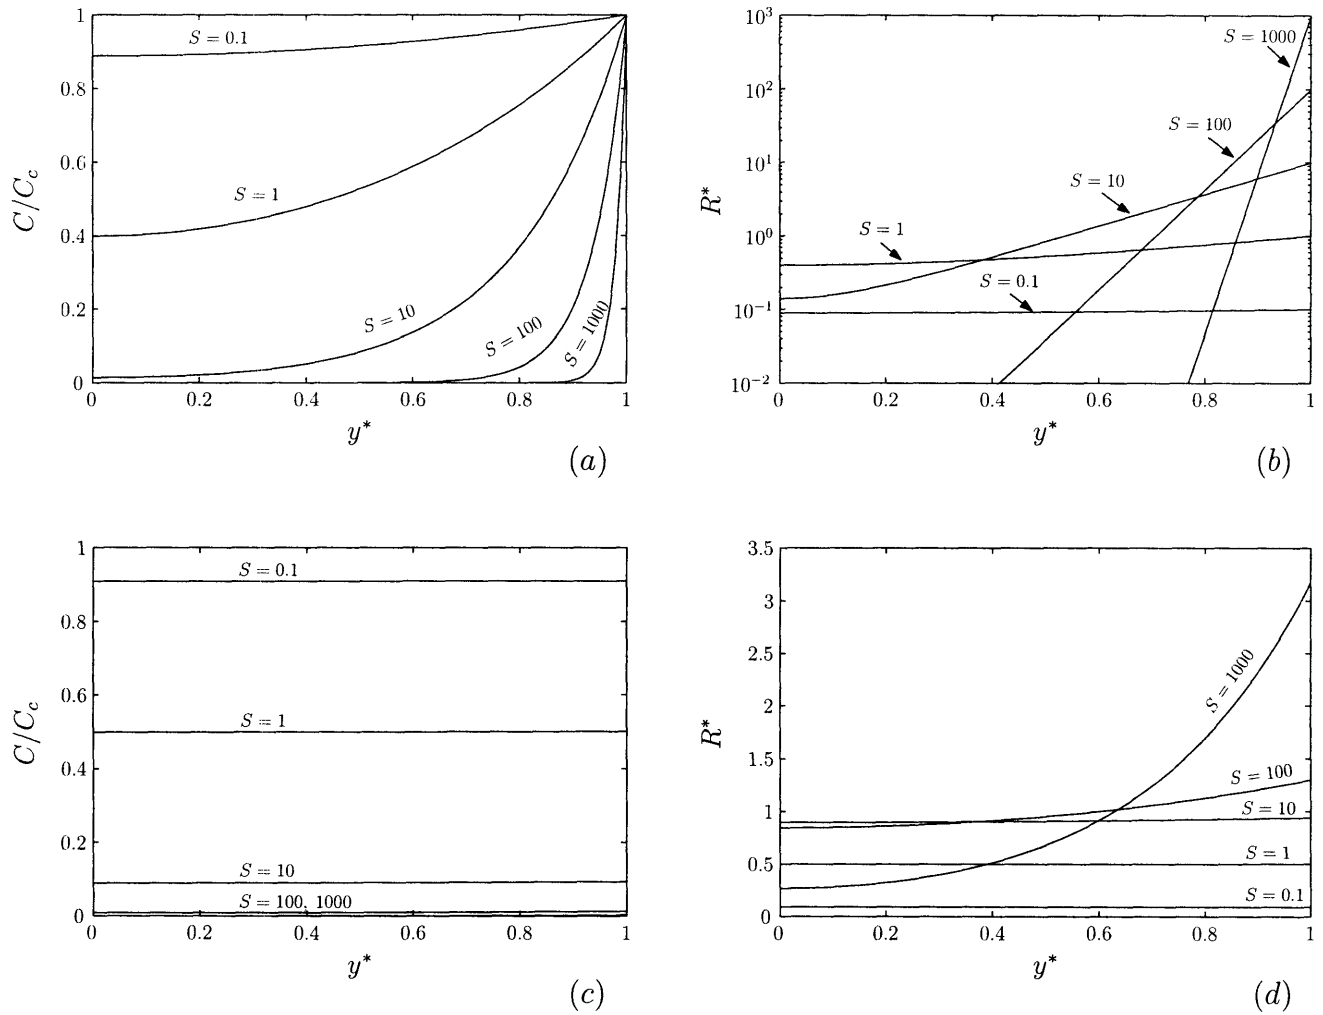 1
0.8
0.6
0.4
0.2
0
C/C_c
S = 0.1
S = 1
S = 10
S = 100
S = 1000
0 0.2 0.4 0.6 0.8 1
y*
(a)
10^3
10^2
10^1
10^0
10^−1
10^−2
R*
S = 1000
S = 100
S = 10
S = 1
S = 0.1
0 0.2 0.4 0.6 0.8 1
y*
(b)
1
0.8
0.6
0.4
0.2
0
C/C_c
S = 0.1
S = 1
S = 10
S = 100, 1000
0 0.2 0.4 0.6 0.8 1
y*
(c)
3.5
3
2.5
2
1.5
1
0.5
0
R*
S = 1000
S = 100
S = 10
S = 1
S = 0.1
0 0.2 0.4 0.6 0.8 1
y*
(d)